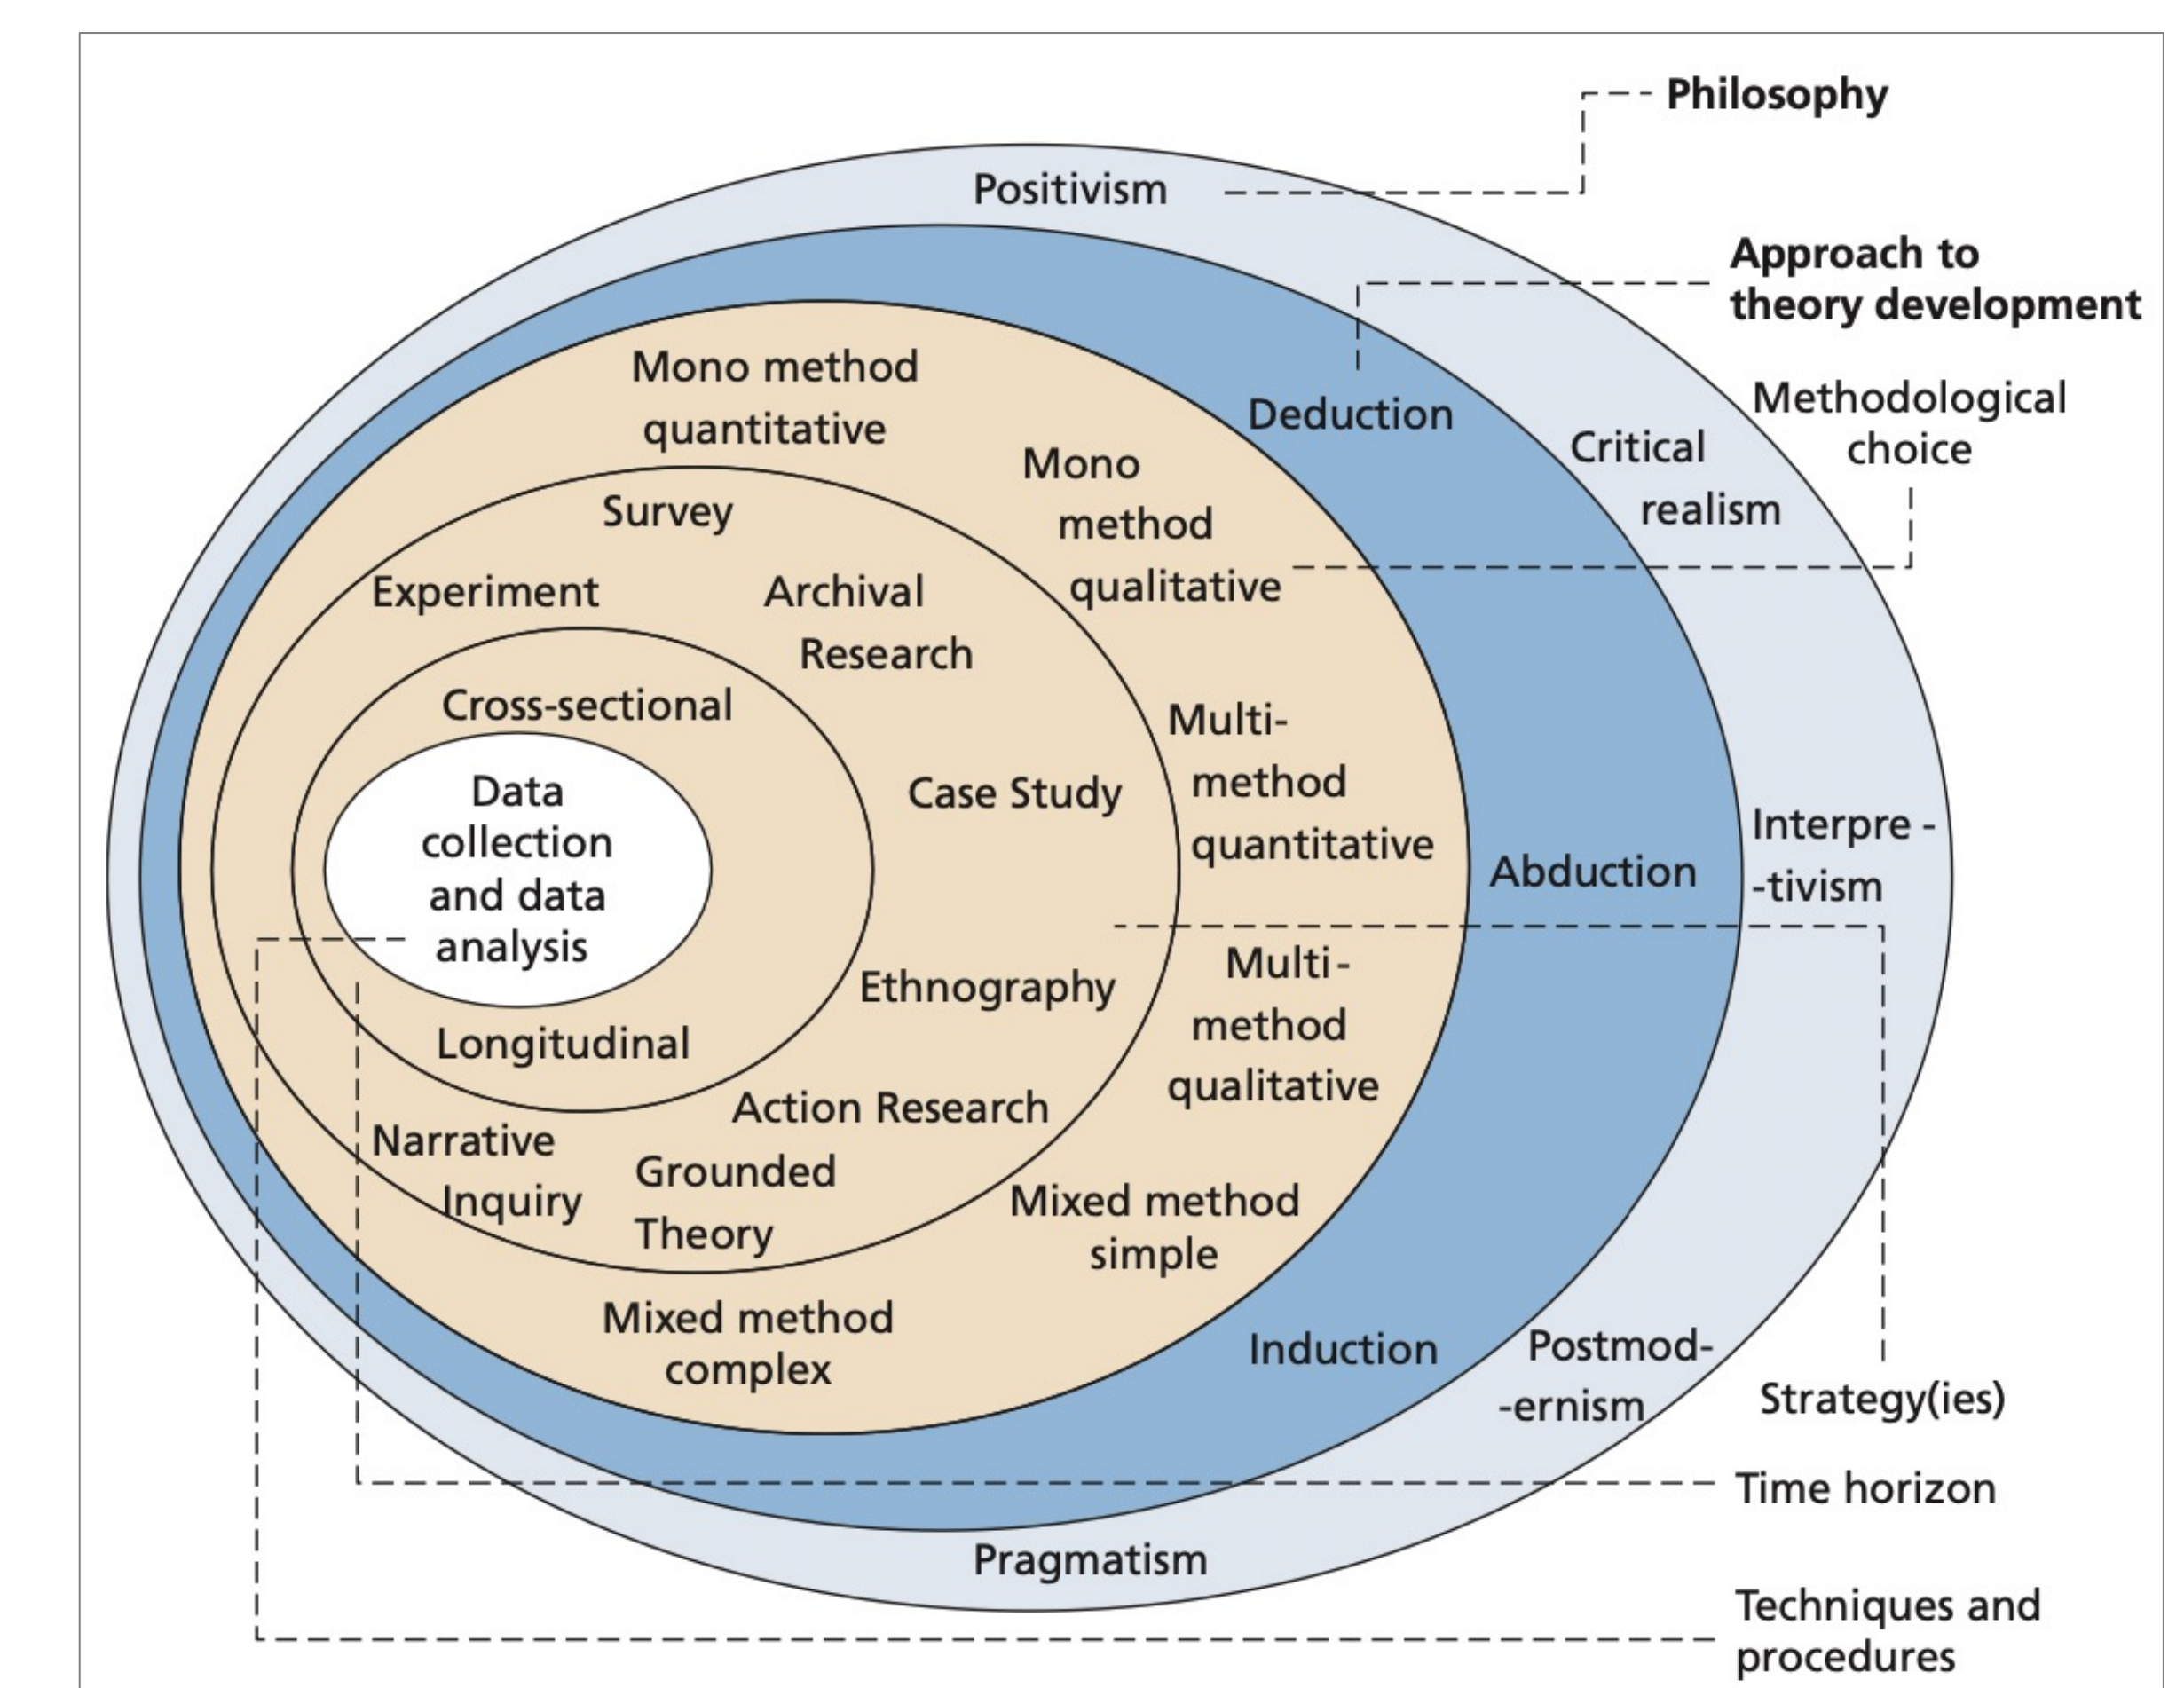 Philosophy
Positivism
Approach to
theory development
Deduction
Methodological
choice
Critical
realism
Mono method
quantitative
Mono
method
qualitative
Survey
Experiment
Archival
Research
Cross-sectional
Multi-
method
quantitative
Data
collection
and data
analysis
Case Study
Abduction
Interpre -
-tivism
Multi-
method
qualitative
Ethnography
Longitudinal
Action Research
Narrative
Inquiry
Grounded
Theory
Mixed method
simple
Mixed method
complex
Induction
Postmod-
-ernism
Strategy(ies)
Time horizon
Pragmatism
Techniques and
procedures